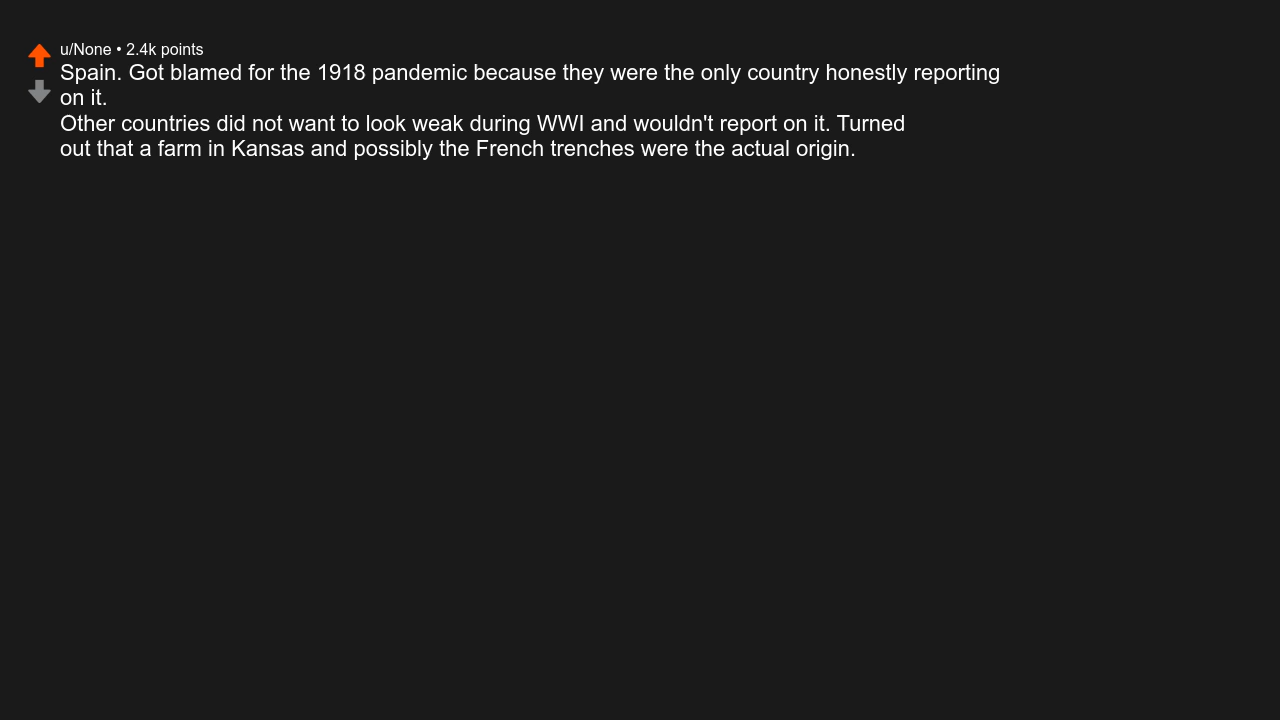 u/None • 2.4k points
Spain. Got blamed for the 1918 pandemic because they were the only country honestly reporting
on it.
Other countries did not want to look weak during WWI and wouldn't report on it. Turned
out that a farm in Kansas and possibly the French trenches were the actual origin.